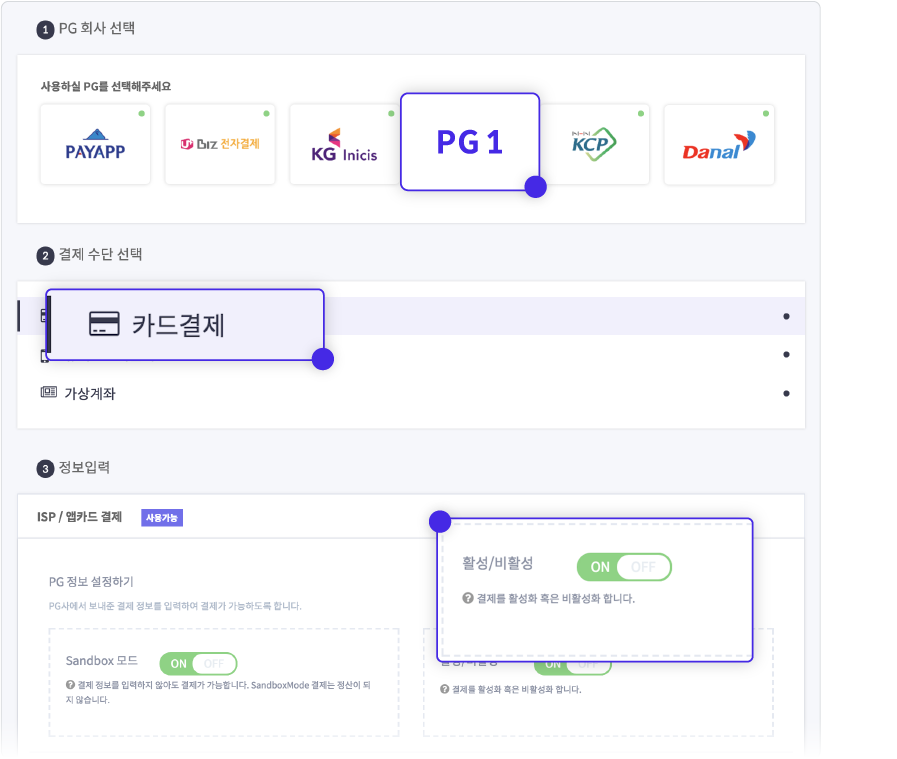 1 PG 회사 선택
사용하실 PG를 선택해주세요
PAYAPP
Biz 전자결제
KG Inicis
PG 1
NHN
KCP
Danal
2 결제 수단 선택
카드결제
가상계좌
3 정보입력
ISP / 앱카드 결제 사용가능
활성/비활성 ON OFF
? 결제를 활성화 혹은 비활성화 합니다.
PG 정보 설정하기
PG사에서 보내준 결제 정보를 입력하여 결제가 가능하도록 합니다.
Sandbox 모드 ON OFF
? 결제 정보를 입력하지 않아도 결제가 가능합니다. SandboxMode 결제는 정산이 되
지 않습니다.
활성/비활성 ON OFF
? 결제를 활성화 혹은 비활성화 합니다.